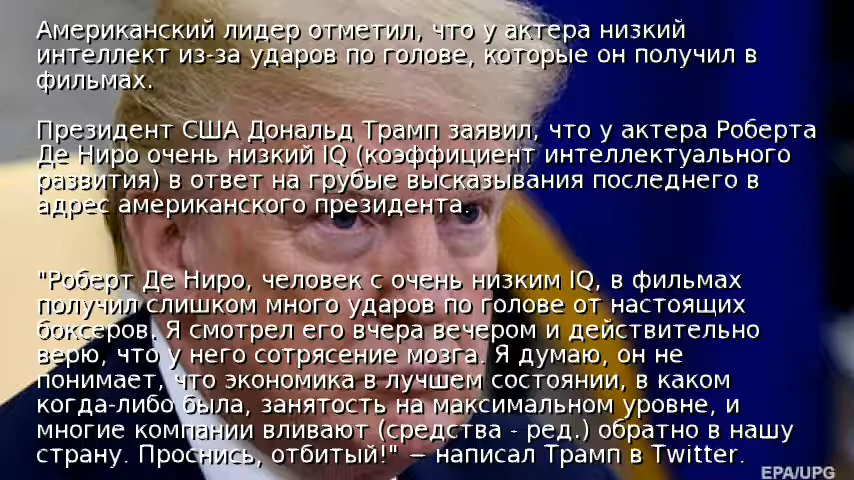 Американский лидер отметил, что у актера низкий
интеллект из-за ударов по голове, которые он получил в
фильмах.
Президент США Дональд Трамп заявил, что у актера Роберта
Де Ниро очень низкий IQ (коэффициент интеллектуального
развития) в ответ на грубые высказывания последнего в
адрес американского президента.
"Роберт Де Ниро, человек с очень низким IQ, в фильмах
получил слишком много ударов по голове от настоящих
боксеров. Я смотрел его вчера вечером и действительно
верю, что у него сотрясение мозга. Я думаю, он не
понимает, что экономика в лучшем состоянии, в каком
когда-либо была, занятость на максимальном уровне, и
многие компании вливают (средства - ред.) обратно в нашу
страну. Проснись, отбитый!" − написал Трамп в Twitter.
EPA/UPG